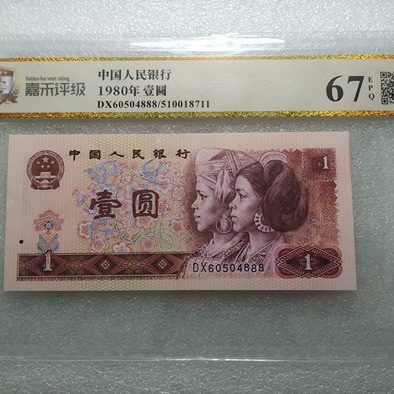 Golden harvest rating
嘉禾评级
中国人民银行
1980年 壹圓
DX60504888/510018711
67
EPQ
中国人民银行
1
壹圆
DX60504888
1
1